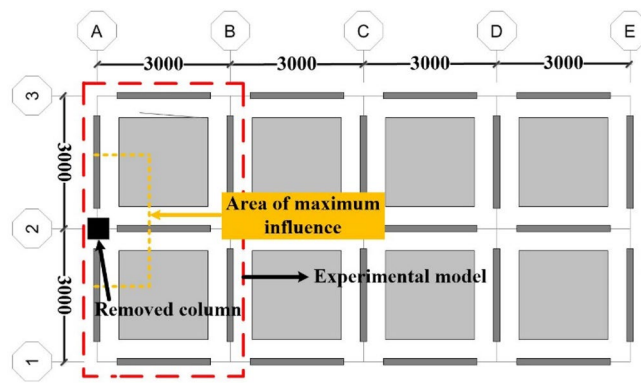 A B C D E
3000 3000 3000 3000
3
3000
Area of maximum
influence
2
Experimental model
3000
Removed column
1